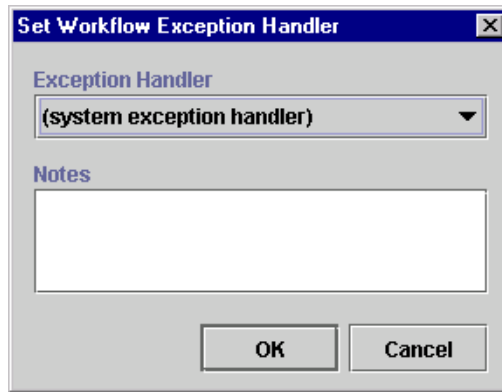 Set Workflow Exception Handler
Exception Handler
(system exception handler)
Notes
OK
Cancel